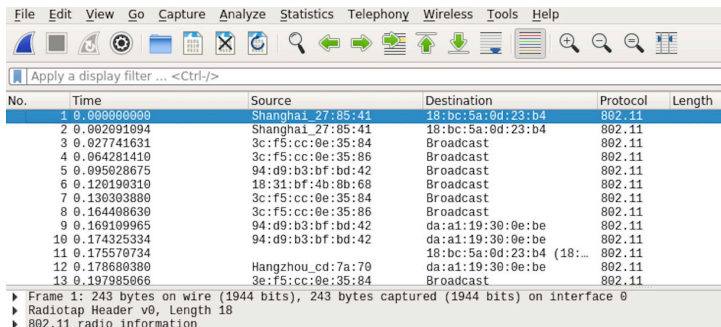 File Edit View Go Capture Analyze Statistics Telephony Wireless Tools Help
Apply a display filter ... <Ctrl-/>
No. Time Source Destination Protocol Length
1 0.000000000 Shanghai_27:85:41 18:bc:5a:0d:23:b4 802.11
2 0.002091094 Shanghai_27:85:41 18:bc:5a:0d:23:b4 802.11
3 0.027741631 3c:f5:cc:0e:35:84 Broadcast 802.11
4 0.064281410 3c:f5:cc:0e:35:86 Broadcast 802.11
5 0.095028675 94:d9:b3:bf:bd:42 Broadcast 802.11
6 0.120190310 18:31:bf:4b:8b:68 Broadcast 802.11
7 0.130303880 3c:f5:cc:0e:35:84 Broadcast 802.11
8 0.164408630 3c:f5:cc:0e:35:86 Broadcast 802.11
9 0.169109965 94:d9:b3:bf:bd:42 da:a1:19:30:0e:be 802.11
10 0.174325334 94:d9:b3:bf:bd:42 da:a1:19:30:0e:be 802.11
11 0.175570734 18:bc:5a:0d:23:b4 (18:… 802.11
12 0.178680380 Hangzhou_cd:7a:70 da:a1:19:30:0e:be 802.11
13 0.197985066 3e:f5:cc:0e:35:84 Broadcast 802.11
Frame 1: 243 bytes on wire (1944 bits), 243 bytes captured (1944 bits) on interface 0
Radiotap Header v0, Length 18
802.11 radio information